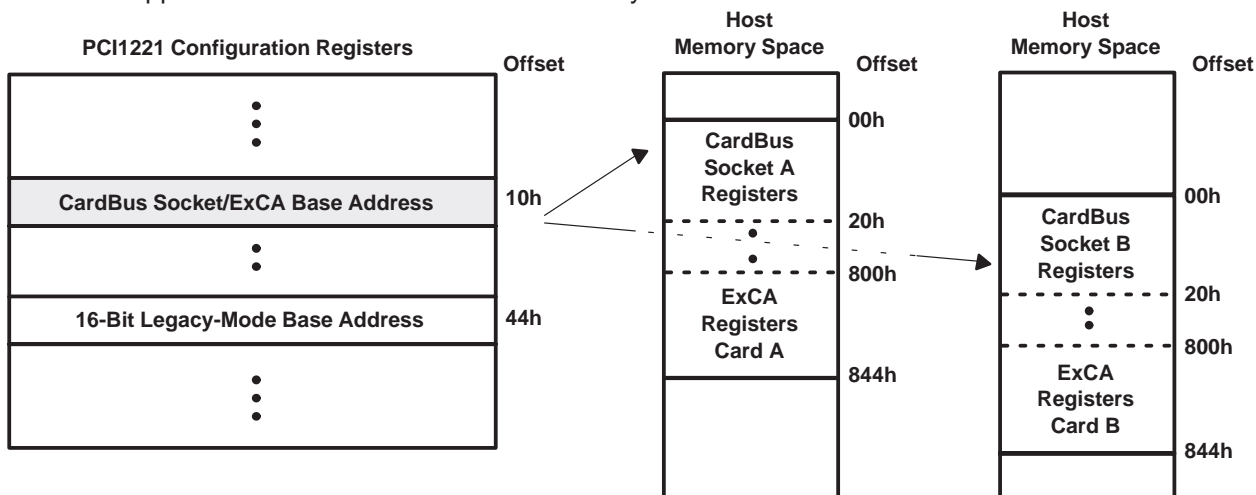 PCI1221 Configuration Registers
Offset
CardBus Socket/ExCA Base Address
10h
16-Bit Legacy-Mode Base Address
44h
Host
Memory Space
Offset
00h
CardBus
Socket A
Registers
20h
800h
ExCA
Registers
Card A
844h
Host
Memory Space
Offset
00h
CardBus
Socket B
Registers
20h
800h
ExCA
Registers
Card B
844h